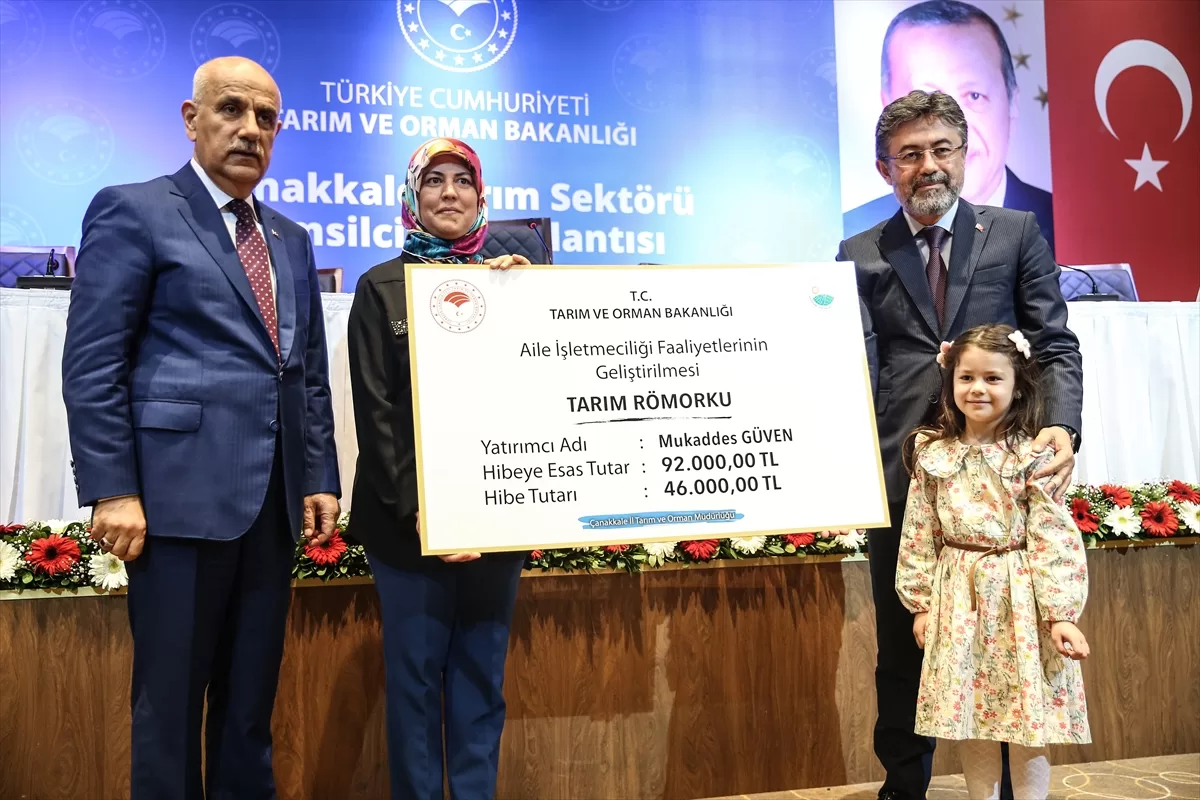 TÜRKİYE CUMHURİYETİ
TARIM VE ORMAN BAKANLIĞI
Sektörü
T.C.
TARIM VE ORMAN BAKANLIĞI
Aile İşletmeciliği Faaliyetlerinin
Geliştirilmesi
TARIM RÖMORKU
Yatırımcı Adı : Mukaddes GÜVEN
Hibeye Esas Tutar : 92.000,00 TL
Hibe Tutarı : 46.000,00 TL
Çanakkale İl Tarım ve Orman Müdürlüğü